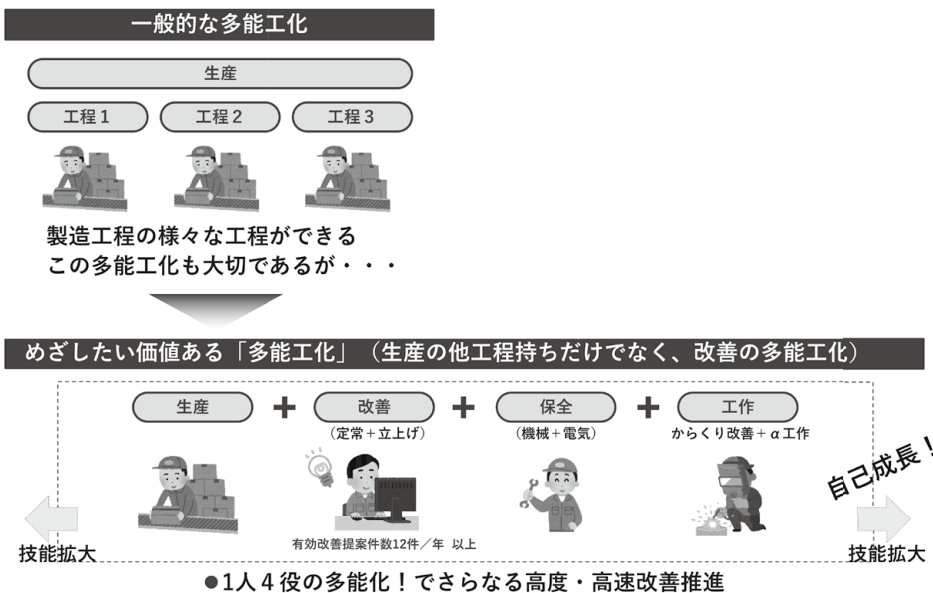 一般的な多能工化
生産
工程1
工程2
工程3
製造工程の様々な工程ができる
この多能工化も大切であるが・・・
めざしたい価値ある「多能工化」（生産の他工程持ちだけでなく、改善の多能工化）
生産
+
改善
（定常+立上げ）
+
保全
（機械+電気）
+
工作
からくり改善+α工作
自己成長！
有効改善提案件数12件／年 以上
技能拡大
技能拡大
●1人4役の多能化！でさらなる高度・高速改善推進